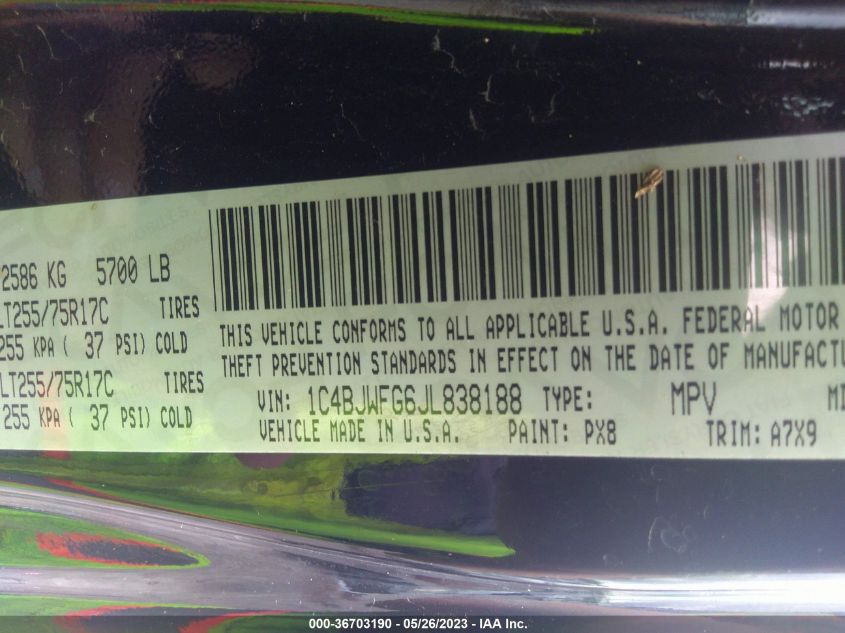 2586 KG 5700 LB
LT255/75R17C TIRES
255 KPA ( 37 PSI) COLD
LT255/75R17C TIRES
255 KPA ( 37 PSI) COLD
THIS VEHICLE CONFORMS TO ALL APPLICABLE U.S.A. FEDERAL MOTOR
THEFT PREVENTION STANDARDS IN EFFECT ON THE DATE OF MANUFACTU
VIN: 1C4BJWFG6JL838188 TYPE: MPV
VEHICLE MADE IN U.S.A. PAINT: PX8 TRIM: A7X9
000-36703190 - 05/26/2023 - IAA Inc.